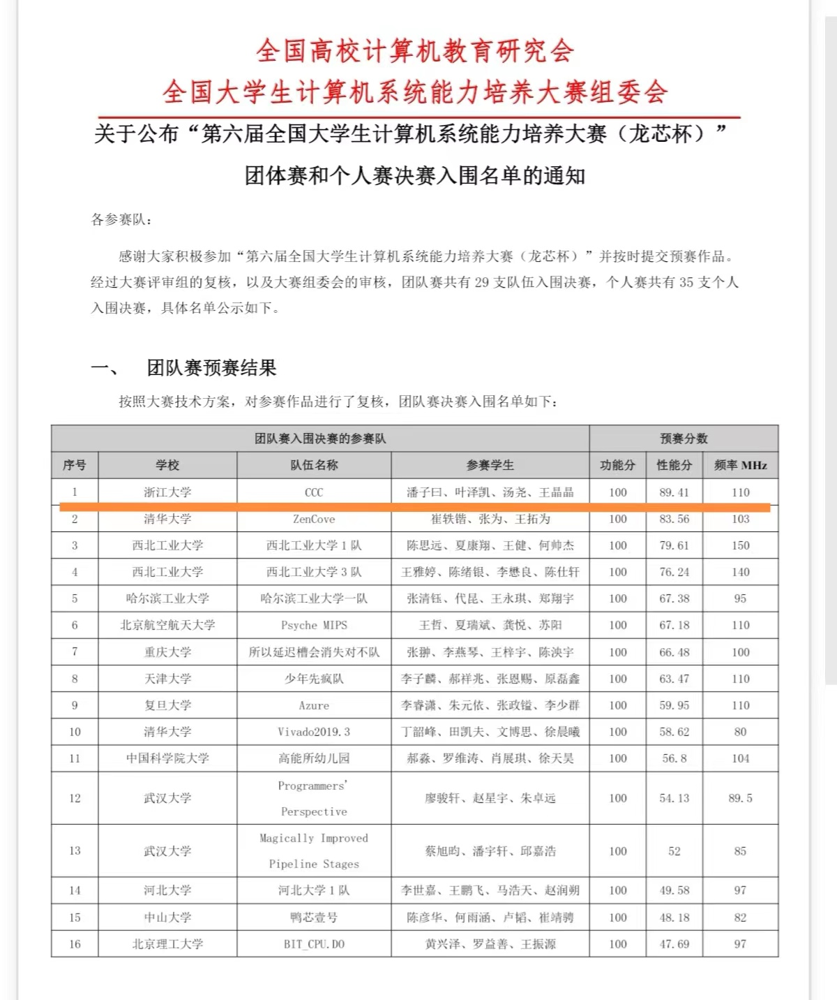 全国高校计算机教育研究会
全国大学生计算机系统能力培养大赛组委会
关于公布“第六届全国大学生计算机系统能力培养大赛（龙芯杯）”
团体赛和个人赛决赛入围名单的通知
各参赛队：
感谢大家积极参加“第六届全国大学生计算机系统能力培养大赛（龙芯杯）”并按时提交预赛作品。
经过大赛评审组的复核，以及大赛组委会的审核，团队赛共有 29 支队伍入围决赛，个人赛共有 35 支个人
入围决赛，具体名单公示如下。
一、 团队赛预赛结果
按照大赛技术方案，对参赛作品进行了复核，团队赛决赛入围名单如下：
团队赛入围决赛的参赛队 预赛分数
序号 学校 队伍名称 参赛学生 功能分 性能分 频率 MHz
1 浙江大学 CCC 潘子曰、叶泽凯、汤尧、王晶晶 100 89.41 110
2 清华大学 ZenCove 崔轶锴、张为、王拓为 100 83.56 103
3 西北工业大学 西北工业大学 1 队 陈思远、夏康翔、王健、何帅杰 100 79.61 150
4 西北工业大学 西北工业大学 3 队 王雅婷、陈绪银、李懋良、陈仕轩 100 76.24 140
5 哈尔滨工业大学 哈尔滨工业大学一队 张清钰、代昆、王永琪、郑翔宇 100 67.38 95
6 北京航空航天大学 Psyche MIPS 王哲、夏瑞斌、龚悦、苏阳 100 67.18 110
7 重庆大学 所以延迟槽会消失对不队 张翀、李燕琴、王梓宇、陈泱宇 100 66.48 100
8 天津大学 少年先疯队 李子麟、郝祥兆、张恩赐、原磊鑫 100 63.47 110
9 复旦大学 Azure 李睿潇、朱元依、张政镒、李少群 100 59.95 110
10 清华大学 Vivado2019.3 丁韶峰、田凯夫、文博思、徐晨曦 100 58.62 80
11 中国科学院大学 高能所幼儿园 郝淼、罗维涛、肖展琪、徐天昊 100 56.8 104
12 武汉大学 Programmers'
Perspective 廖骏轩、赵星宇、朱卓远 100 54.13 89.5
13 武汉大学 Magically Improved
Pipeline Stages 蔡旭昀、潘宇轩、邱嘉浩 100 52 85
14 河北大学 河北大学 1 队 李世嘉、王鹏飞、马浩天、赵润朔 100 49.58 97
15 中山大学 鸭芯壹号 陈彦华、何雨涵、卢韬、崔靖骋 100 48.18 82
16 北京理工大学 BIT_CPU.DO 黄兴泽、罗益善、王振源 100 47.69 97